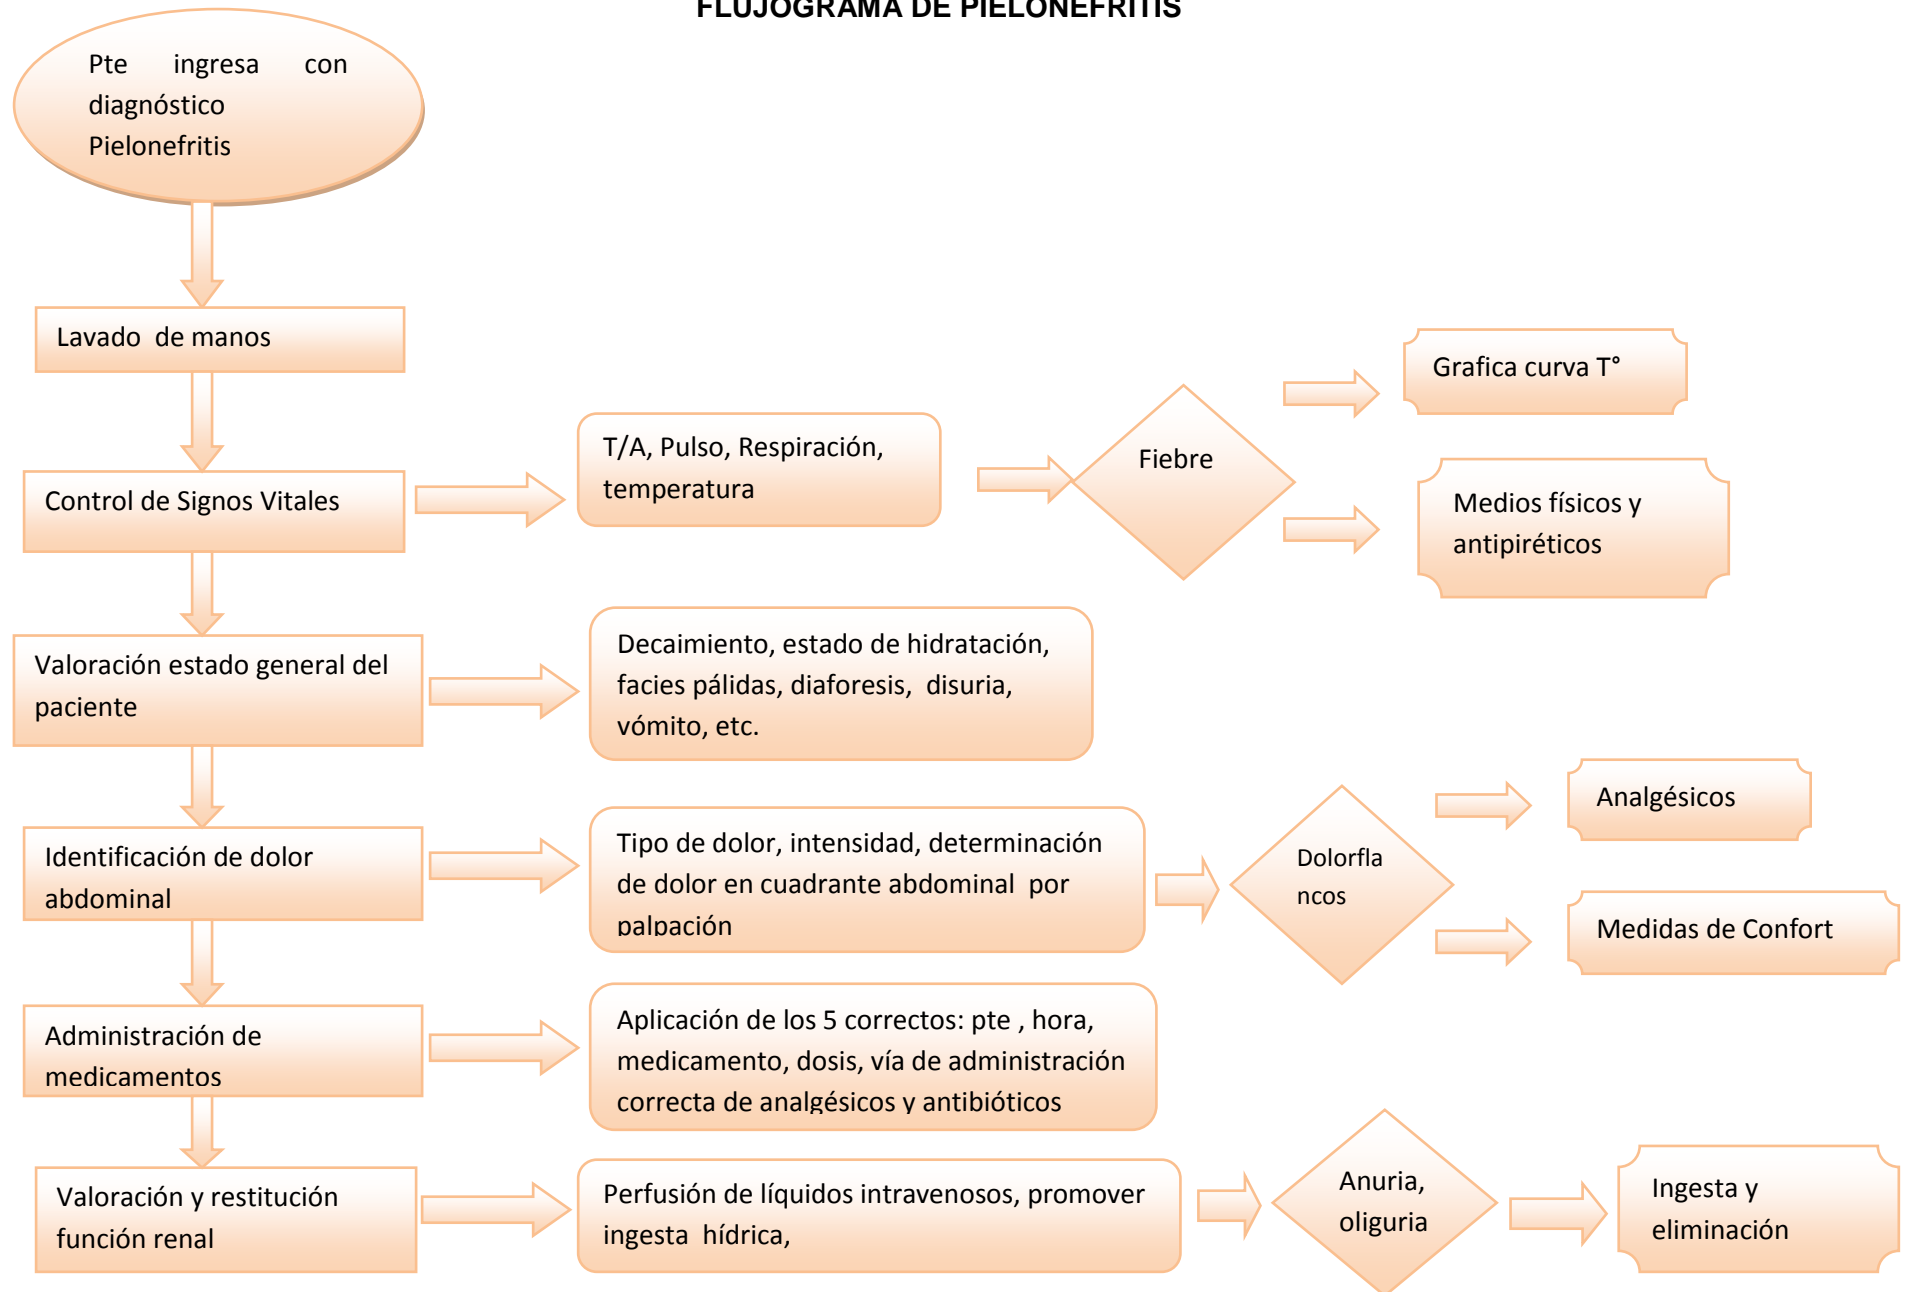 FLUJOGRAMA DE PIELONEFRITIS
Pte ingresa con
diagnóstico
Pielonefritis
Lavado de manos
Control de Signos Vitales
T/A, Pulso, Respiración,
temperatura
Fiebre
Grafica curva T°
Medios físicos y
antipiréticos
Valoración estado general del
paciente
Decaimiento, estado de hidratación,
facies pálidas, diaforesis, disuria,
vómito, etc.
Identificación de dolor
abdominal
Tipo de dolor, intensidad, determinación
de dolor en cuadrante abdominal por
palpación
Dolorfla
ncos
Analgésicos
Medidas de Confort
Administración de
medicamentos
Aplicación de los 5 correctos: pte , hora,
medicamento, dosis, vía de administración
correcta de analgésicos y antibióticos
Valoración y restitución
función renal
Perfusión de líquidos intravenosos, promover
ingesta hídrica,
Anuria,
oliguria
Ingesta y
eliminación